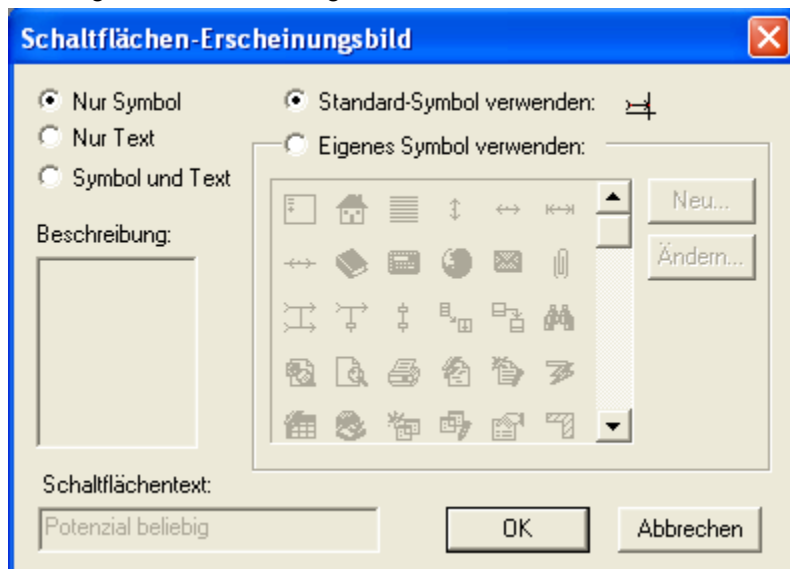 Schaltflächen-Erscheinungsbild
Nur Symbol
Nur Text
Symbol und Text
Standard-Symbol verwenden:
Eigenes Symbol verwenden:
Neu...
Ändern...
Beschreibung:
Schaltflächentext:
Potenzial beliebig
OK
Abbrechen